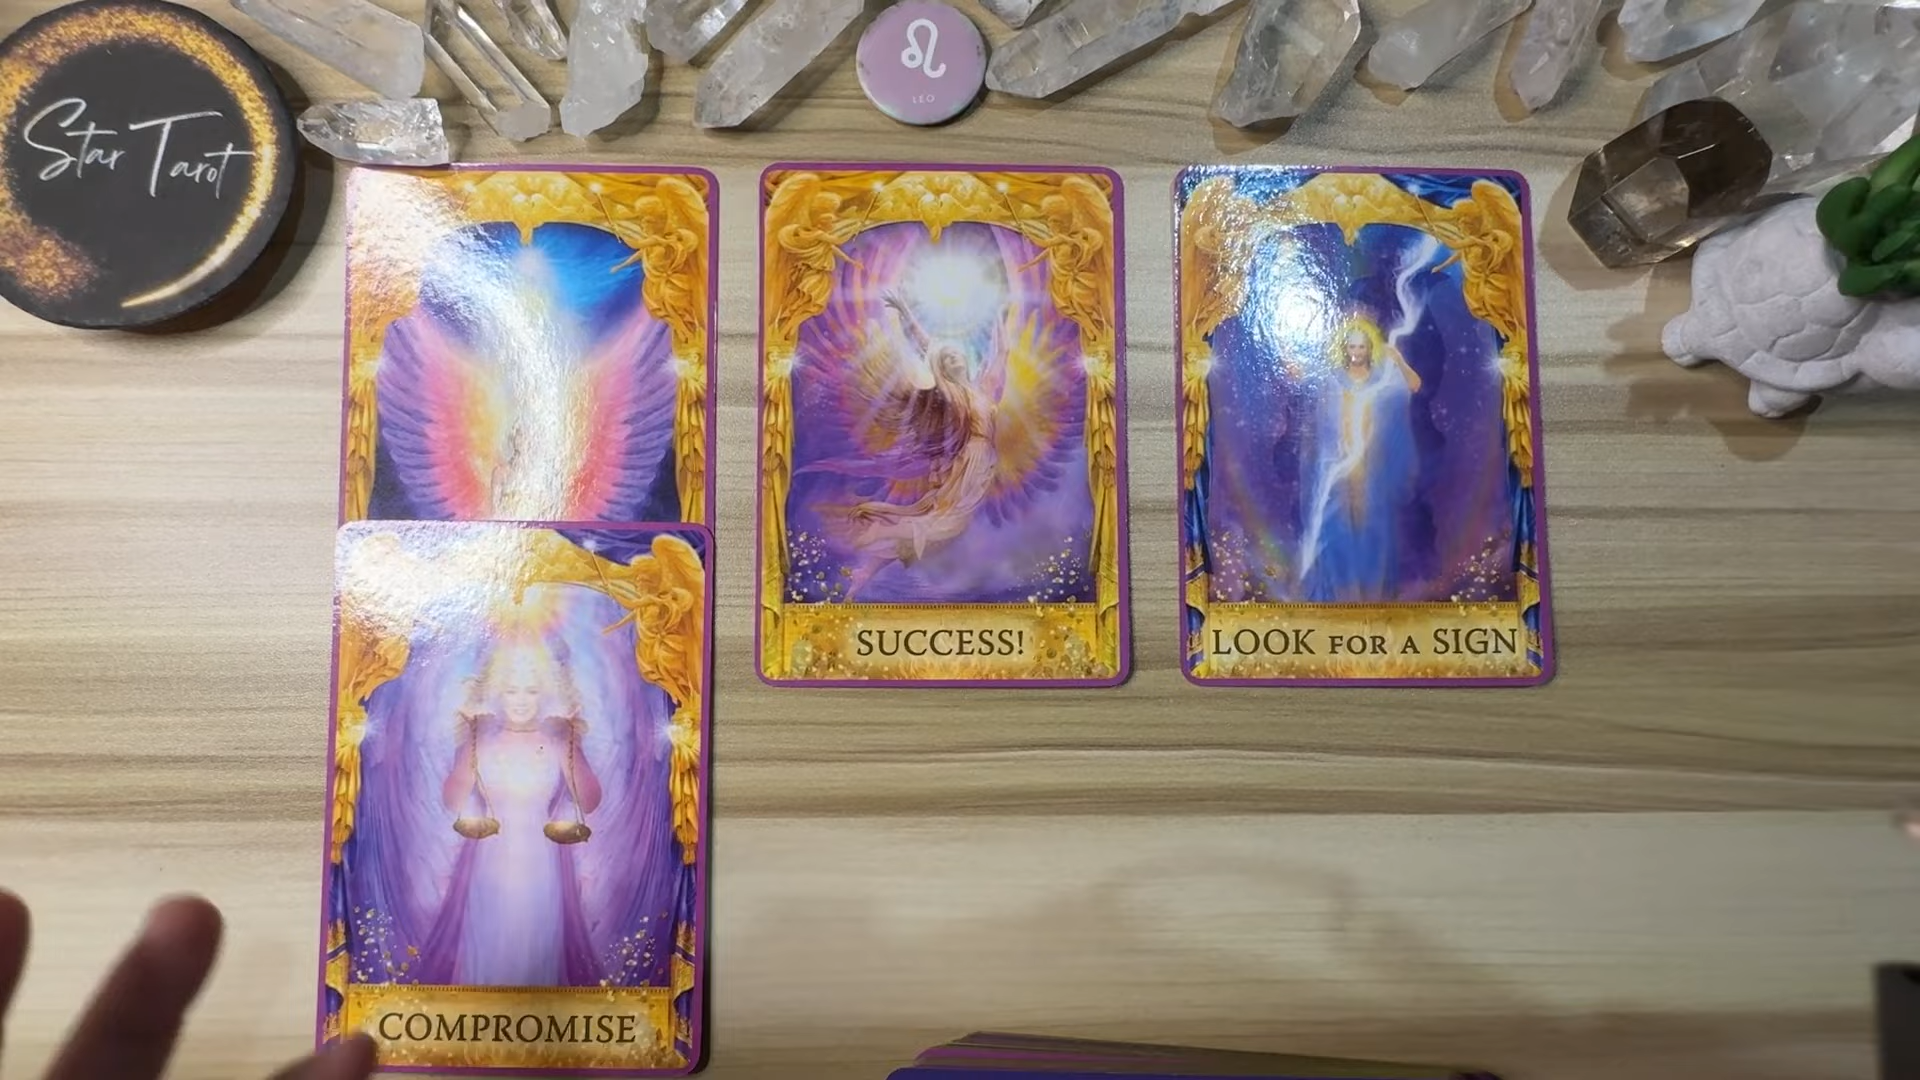 Star Tarot
LEO
SUCCESS!
LOOK FOR A SIGN
COMPROMISE